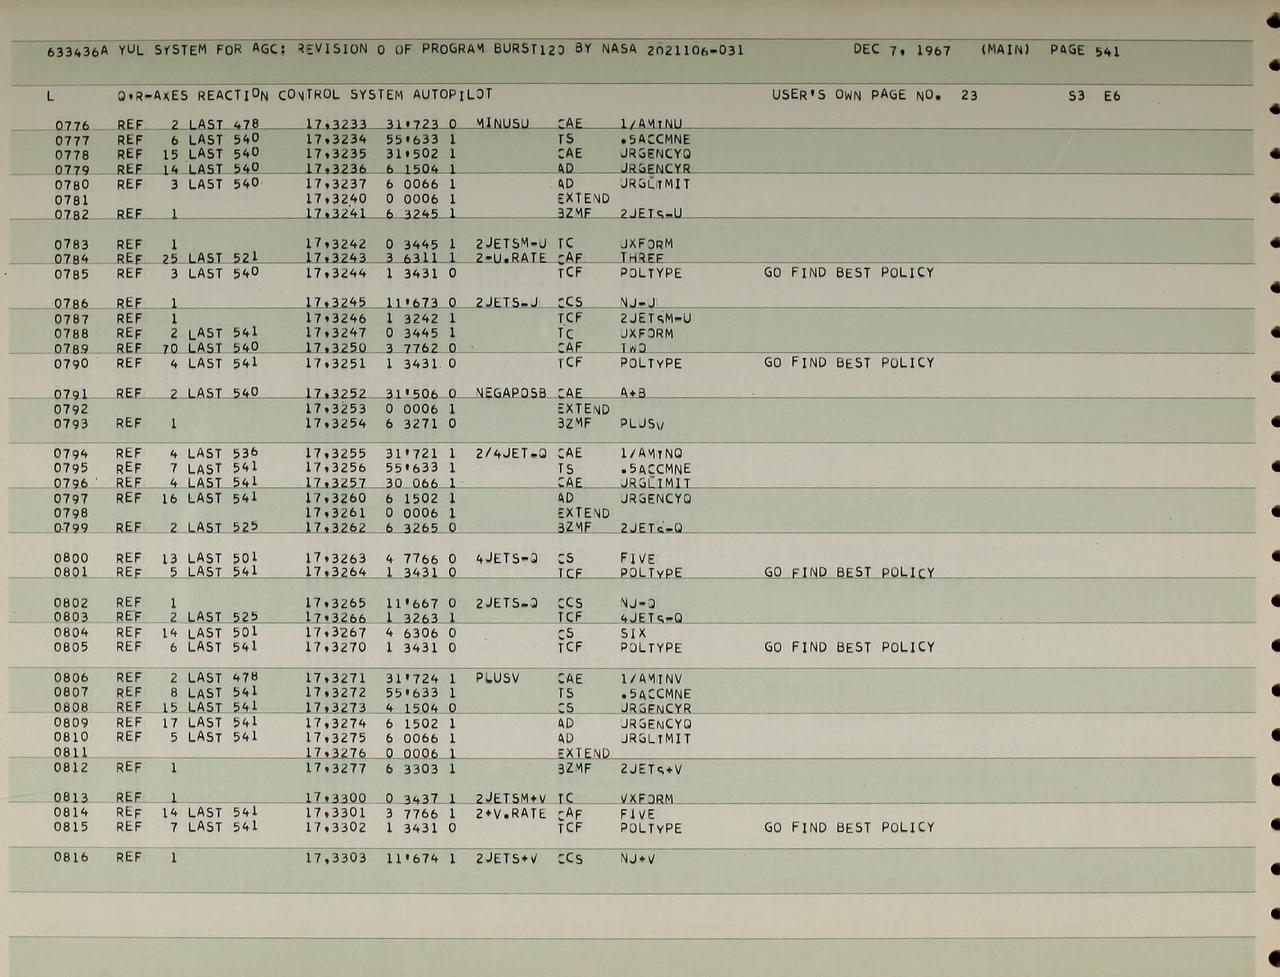 633436A YUL SYSTEM FOR AGC: REVISION 0 OF PROGRAM BURST120 BY NASA 2021106-031 DEC 7, 1967 (MAIN) PAGE 541
L Q,R-AXES REACTION CONTROL SYSTEM AUTOPILOT USER'S OWN PAGE NO. 23 S3 E6
0776 REF 2 LAST 478 17,3233 31'723 0 MINUSU CAE 1/AMINU
0777 REF 6 LAST 540 17,3234 55'633 1 TS .5ACCMNE
0778 REF 15 LAST 540 17,3235 31'502 1 CAE URGENCYQ
0779 REF 14 LAST 540 17,3236 6 1504 1 AD URGENCYR
0780 REF 3 LAST 540 17,3237 6 0066 1 AD URGLIMIT
0781 17,3240 0 0006 1 EXTEND
0782 REF 1 17,3241 6 3245 1 BZMF 2JETS-U
0783 REF 1 17,3242 0 3445 1 2JETSM-U TC UXFORM
0784 REF 25 LAST 521 17,3243 3 6311 1 2-U.RATE CAF THREE
0785 REF 3 LAST 540 17,3244 1 3431 0 TCF POLTYPE GO FIND BEST POLICY
0786 REF 1 17,3245 11'673 0 2JETS-U CCS NJ-U
0787 REF 1 17,3246 1 3242 1 TCF 2JETSM-U
0788 REF 2 LAST 541 17,3247 0 3445 1 TC UXFORM
0789 REF 70 LAST 540 17,3250 3 7762 0 CAF TWO
0790 REF 4 LAST 541 17,3251 1 3431 0 TCF POLTYPE GO FIND BEST POLICY
0791 REF 2 LAST 540 17,3252 31'506 0 NEGAPOSB CAE A+B
0792 17,3253 0 0006 1 EXTEND
0793 REF 1 17,3254 6 3271 0 BZMF PLUSV
0794 REF 4 LAST 536 17,3255 31'721 1 2/4JET-Q CAE 1/AMINQ
0795 REF 7 LAST 541 17,3256 55'633 1 TS .5ACCMNE
0796 REF 4 LAST 541 17,3257 30 066 1 CAE URGLIMIT
0797 REF 16 LAST 541 17,3260 6 1502 1 AD URGENCYQ
0798 17,3261 0 0006 1 EXTEND
0799 REF 2 LAST 525 17,3262 6 3265 0 BZMF 2JETS-Q
0800 REF 13 LAST 501 17,3263 4 7766 0 4JETS-Q CS FIVE
0801 REF 5 LAST 541 17,3264 1 3431 0 TCF POLTYPE GO FIND BEST POLICY
0802 REF 1 17,3265 11'667 0 2JETS-Q CCS NJ-Q
0803 REF 2 LAST 525 17,3266 1 3263 1 TCF 4JETS-Q
0804 REF 14 LAST 501 17,3267 4 6306 0 CS SIX
0805 REF 6 LAST 541 17,3270 1 3431 0 TCF POLTYPE GO FIND BEST POLICY
0806 REF 2 LAST 478 17,3271 31'724 1 PLUSV CAE 1/AMINV
0807 REF 8 LAST 541 17,3272 55'633 1 TS .5ACCMNE
0808 REF 15 LAST 541 17,3273 4 1504 0 CS URGENCYR
0809 REF 17 LAST 541 17,3274 6 1502 1 AD URGENCYQ
0810 REF 5 LAST 541 17,3275 6 0066 1 AD URGLIMIT
0811 17,3276 0 0006 1 EXTEND
0812 REF 1 17,3277 6 3303 1 BZMF 2JETS+V
0813 REF 1 17,3300 0 3437 1 2JETSM+V TC VXFORM
0814 REF 14 LAST 541 17,3301 3 7766 1 2+V.RATE CAF FIVE
0815 REF 7 LAST 541 17,3302 1 3431 0 TCF POLTYPE GO FIND BEST POLICY
0816 REF 1 17,3303 11'674 1 2JETS+V CCS NJ+V